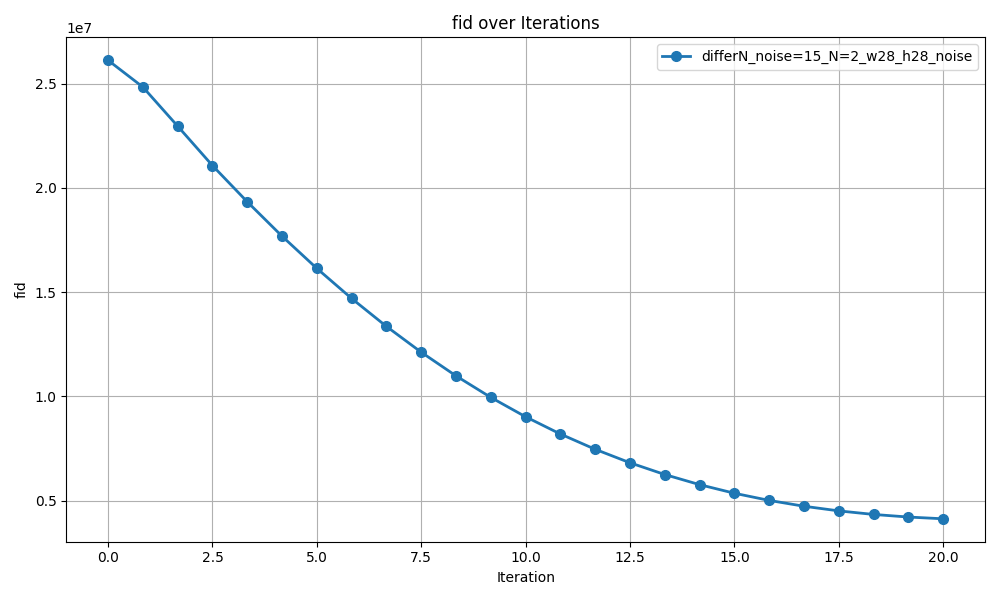 fid over Iterations
1e7
differN_noise=15_N=2_w28_h28_noise
2.5
2.0
1.5
1.0
0.5
fid
0.0 2.5 5.0 7.5 10.0 12.5 15.0 17.5 20.0
Iteration